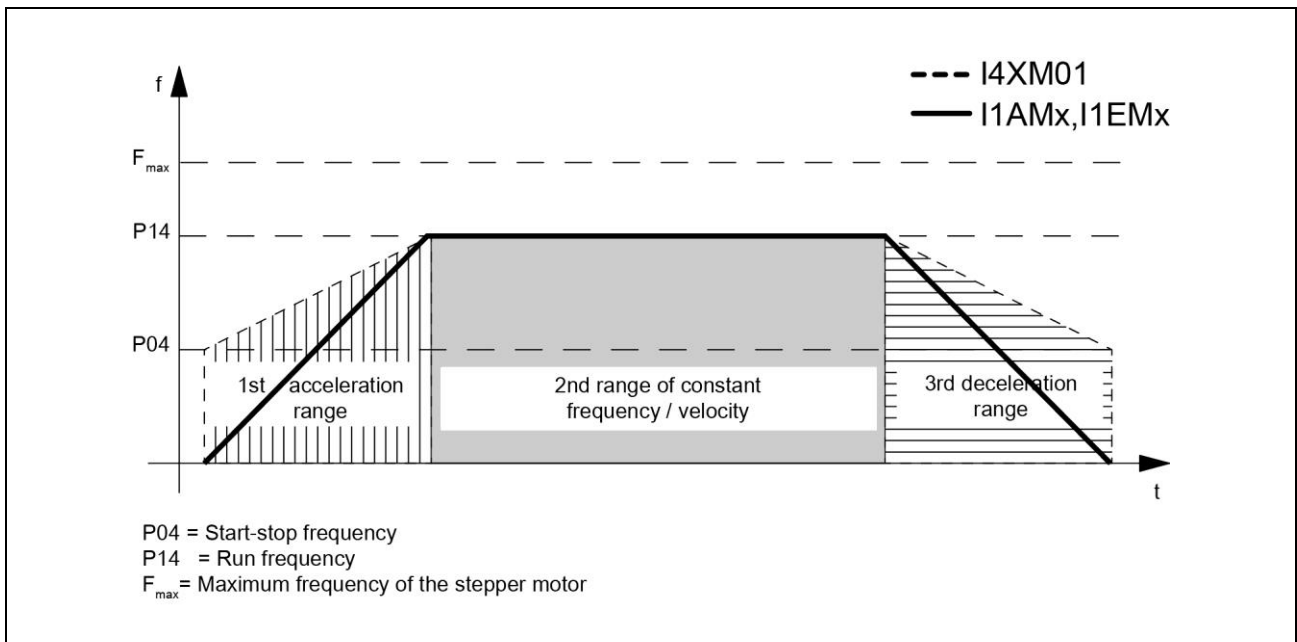 f
I4XM01
I1AMx,I1EMx
Fmax
P14
P04
1st acceleration
range
2nd range of constant
frequency / velocity
3rd deceleration
range
t
P04 = Start-stop frequency
P14 = Run frequency
Fmax= Maximum frequency of the stepper motor